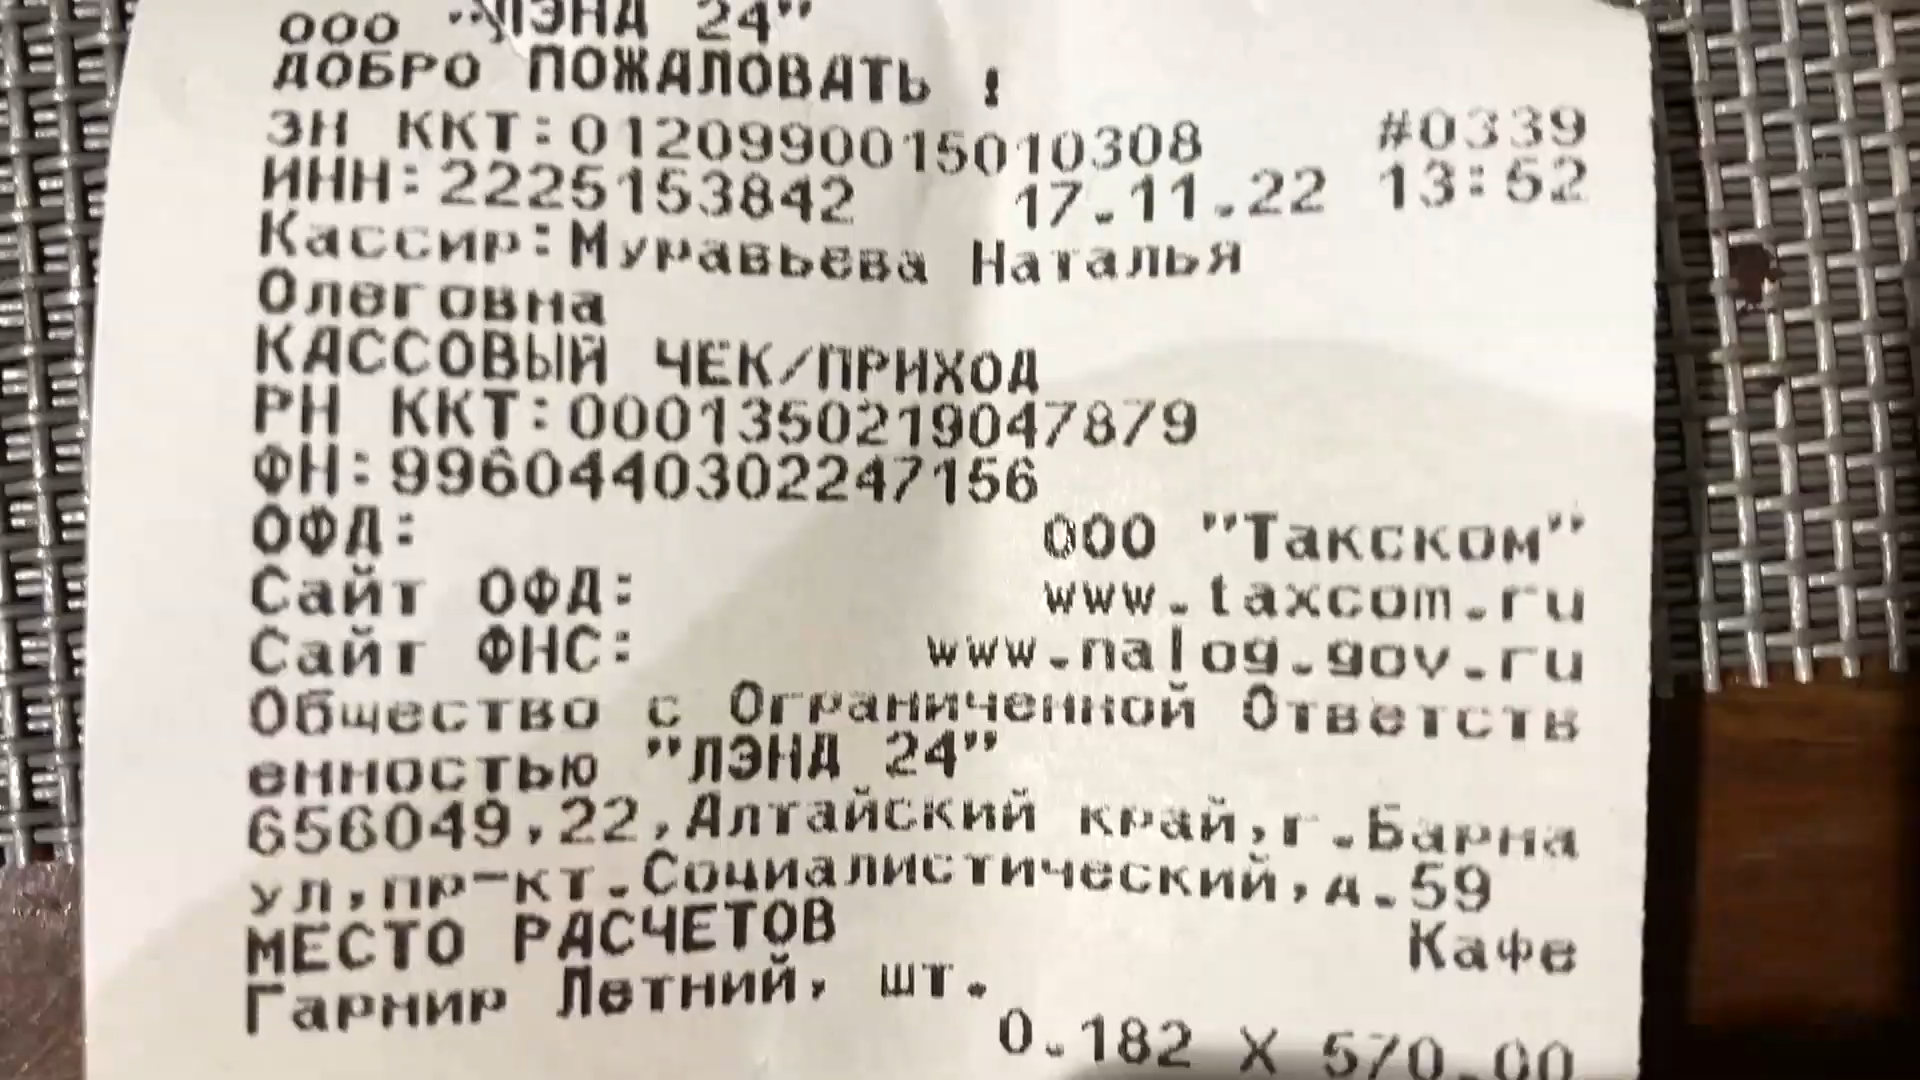 ООО "ЛЭНД 24"
ДОБРО ПОЖАЛОВАТЬ !
ЗН ККТ:0120990015010308 #0339
ИНН:2225153842 17.11.22 13:52
Кассир:Муравьева Наталья
Олеговна
КАССОВЫЙ ЧЕК/ПРИХОД
РН ККТ:0001350219047879
ФН:9960440302247156
ОФД: ООО "Такском"
Сайт ОФД: www.taxcom.ru
Сайт ФНС: www.nalog.gov.ru
Общество с Ограниченной Ответств
енностью "ЛЭНД 24"
656049,22,Алтайский край,г.Барна
ул,пр-кт.Социалистический,д.59
МЕСТО РАСЧЕТОВ Кафе
Гарнир Летний, шт.
0.182 X 570.00